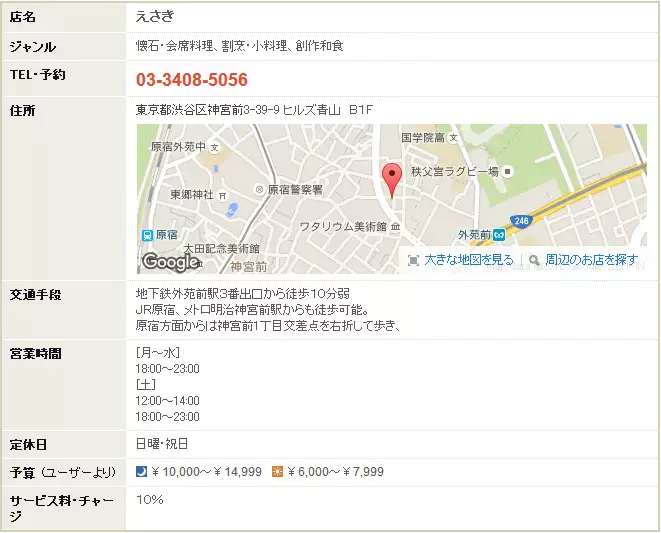 店名 えさき
ジャンル 懐石・会席料理、割烹・小料理、創作和食
TEL・予約 03-3408-5056
住所 東京都渋谷区神宮前3-39-9 ヒルズ青山 B1F
国学院高
原宿外苑中
秩父宮ラグビー場
原宿警察署
東郷神社
246
ワタリウム美術館
外苑前
原宿
太田記念美術館
Google
神宮前
大きな地図を見る 周辺のお店を探す
交通手段 地下鉄外苑前駅3番出口から徒歩10分弱
JR原宿、メトロ明治神宮前駅からも徒歩可能。
原宿方面からは神宮前1丁目交差点を右折して歩き、
営業時間 [月～水]
18:00～23:00
[土]
12:00～14:00
18:00～23:00
定休日 日曜・祝日
予算（ユーザーより） ￥10,000～￥14,999 ￥6,000～￥7,999
サービス料・チャー 10%
ジ